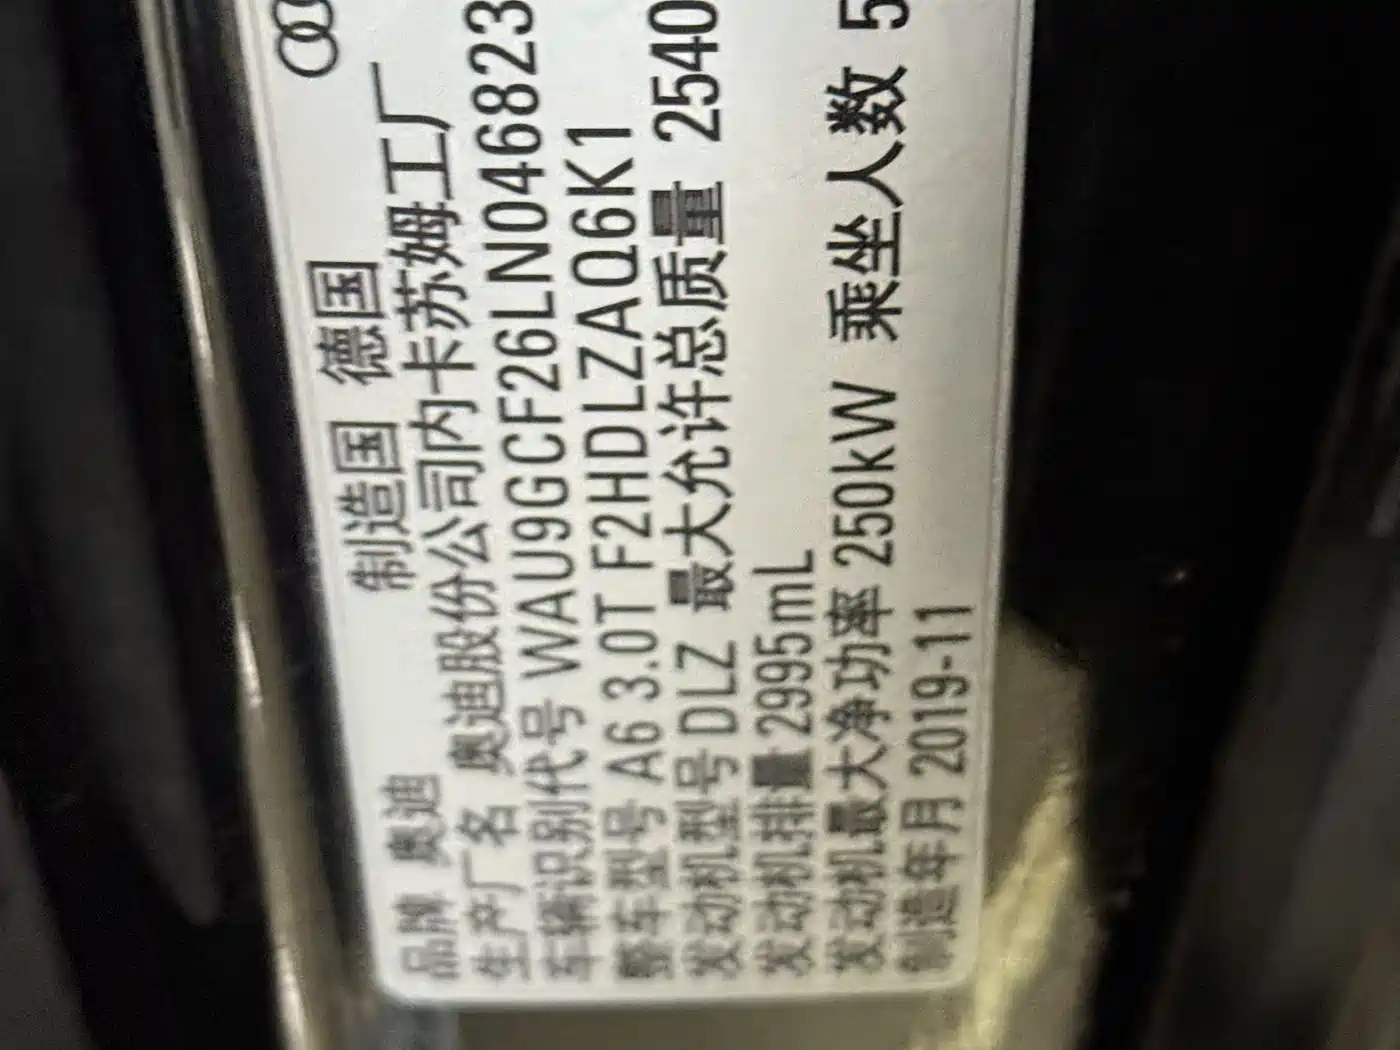 品牌 奥迪 制造国 德国
生产厂名 奥迪股份公司内卡苏姆工厂
车辆识别代号 WAU9GCF26LN046823
整车型号 A6 3.0T F2HDLZAQ6K1
发动机型号 DLZ 最大允许总质量 2540
发动机排量 2995mL
发动机最大净功率 250kW 乘坐人数 5
制造年月 2019-11